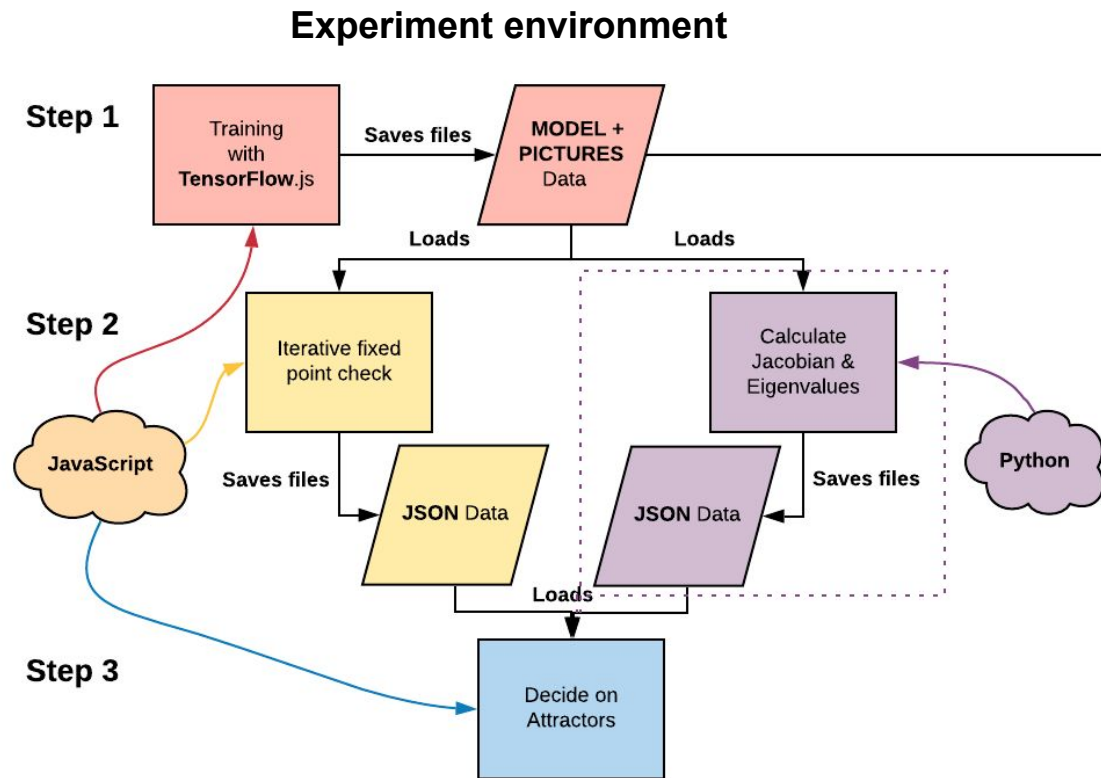 Experiment environment
Step 1
Training
with
TensorFlow.js
Saves files
MODEL +
PICTURES
Data
Loads
Loads
Step 2
Iterative fixed
point check
Calculate
Jacobian &
Eigenvalues
JavaScript
Python
Saves files
JSON Data
JSON Data
Saves files
Loads
Step 3
Decide on
Attractors